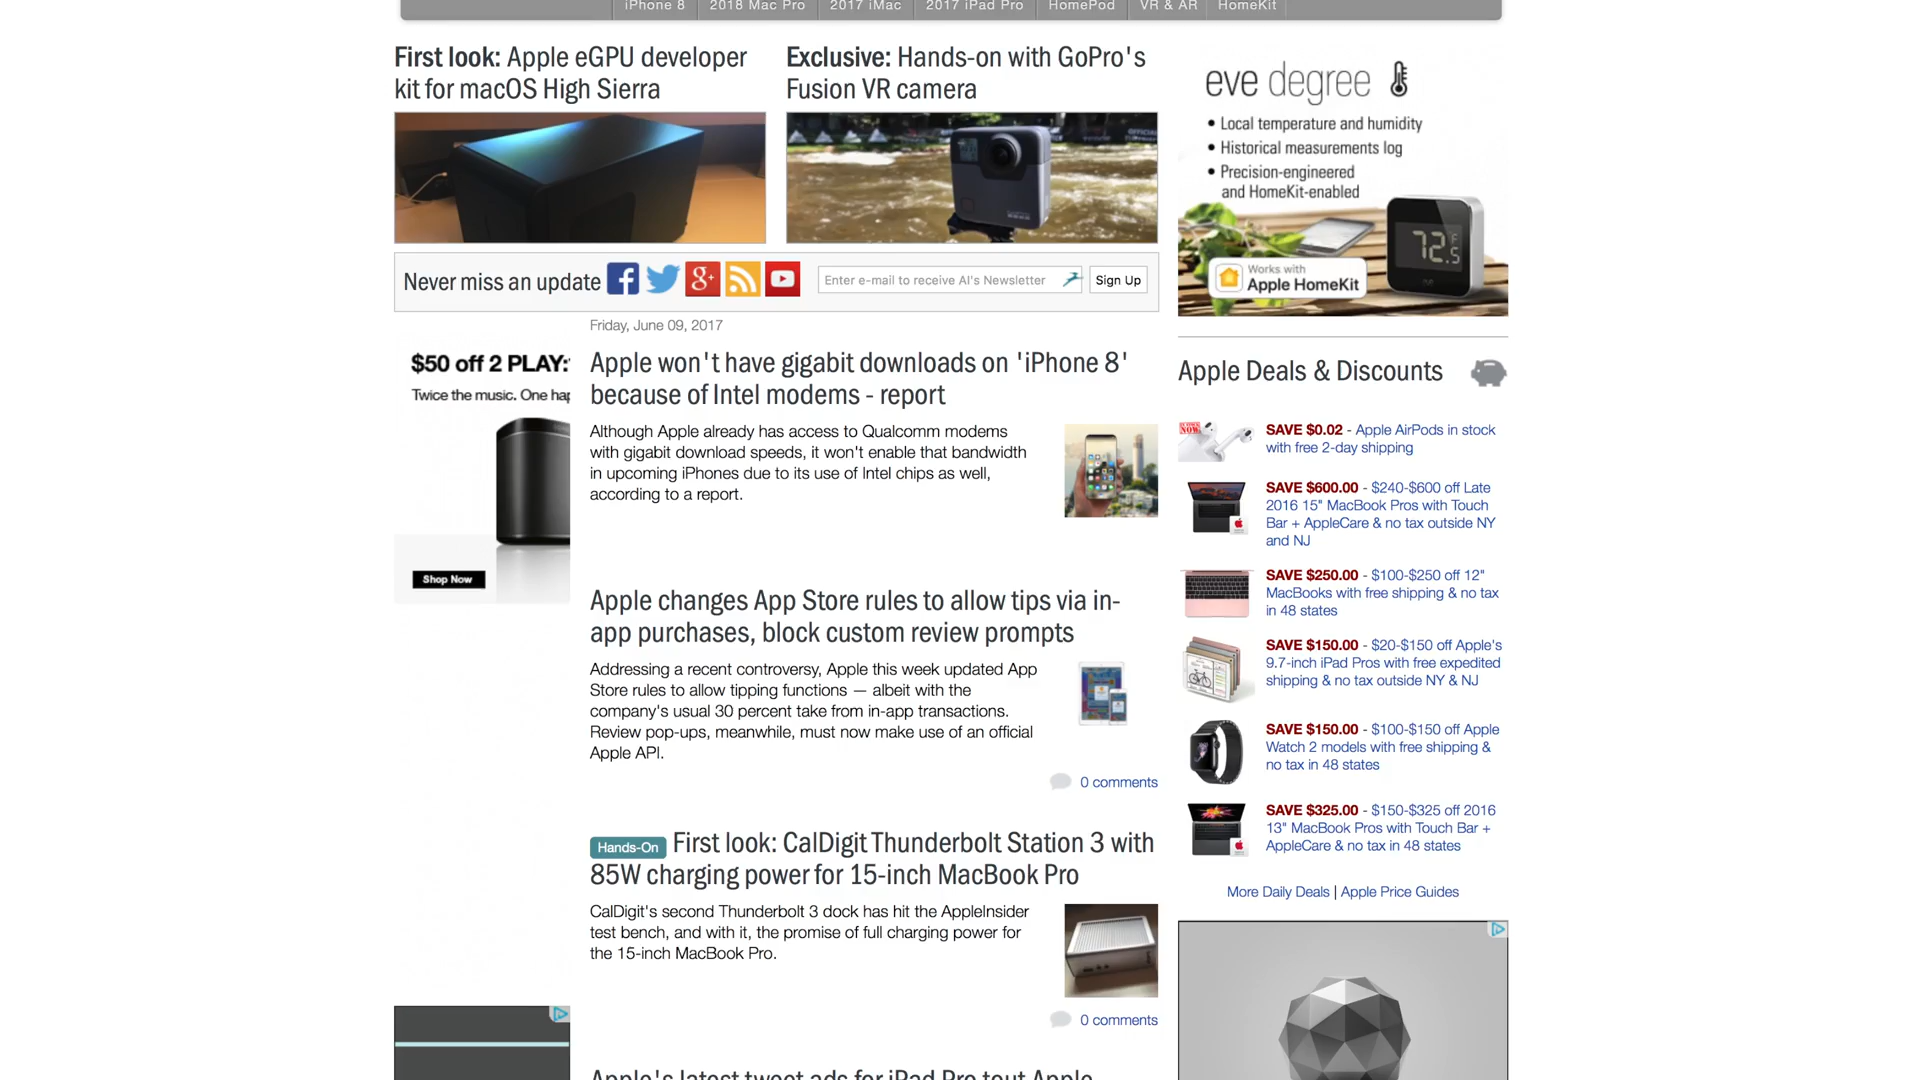 iPhone 8
2018 Mac Pro
2017 iMac
2017 iPad Pro
HomePod
VR & AR
HomeKit
First look: Apple eGPU developer
kit for macOS High Sierra
Exclusive: Hands-on with GoPro's
Fusion VR camera
Never miss an update
Enter e-mail to receive AI's Newsletter
Sign Up
Friday, June 09, 2017
$50 off 2 PLAY:
Twice the music. One hap
Shop Now
Apple won't have gigabit downloads on 'iPhone 8'
because of Intel modems - report
Although Apple already has access to Qualcomm modems
with gigabit download speeds, it won't enable that bandwidth
in upcoming iPhones due to its use of Intel chips as well,
according to a report.
Apple changes App Store rules to allow tips via in-
app purchases, block custom review prompts
Addressing a recent controversy, Apple this week updated App
Store rules to allow tipping functions — albeit with the
company's usual 30 percent take from in-app transactions.
Review pop-ups, meanwhile, must now make use of an official
Apple API.
0 comments
Hands-On First look: CalDigit Thunderbolt Station 3 with
85W charging power for 15-inch MacBook Pro
CalDigit's second Thunderbolt 3 dock has hit the AppleInsider
test bench, and with it, the promise of full charging power for
the 15-inch MacBook Pro.
0 comments
Apple's latest tweet ads for iPad Pro tout Apple
eve degree
• Local temperature and humidity
• Historical measurements log
• Precision-engineered
and HomeKit-enabled
72.5
F
Works with
Apple HomeKit
Apple Deals & Discounts
SAVE $0.02 - Apple AirPods in stock
with free 2-day shipping
SAVE $600.00 - $240-$600 off Late
2016 15" MacBook Pros with Touch
Bar + AppleCare & no tax outside NY
and NJ
SAVE $250.00 - $100-$250 off 12"
MacBooks with free shipping & no tax
in 48 states
SAVE $150.00 - $20-$150 off Apple's
9.7-inch iPad Pros with free expedited
shipping & no tax outside NY & NJ
SAVE $150.00 - $100-$150 off Apple
Watch 2 models with free shipping &
no tax in 48 states
SAVE $325.00 - $150-$325 off 2016
13" MacBook Pros with Touch Bar +
AppleCare & no tax in 48 states
More Daily Deals | Apple Price Guides